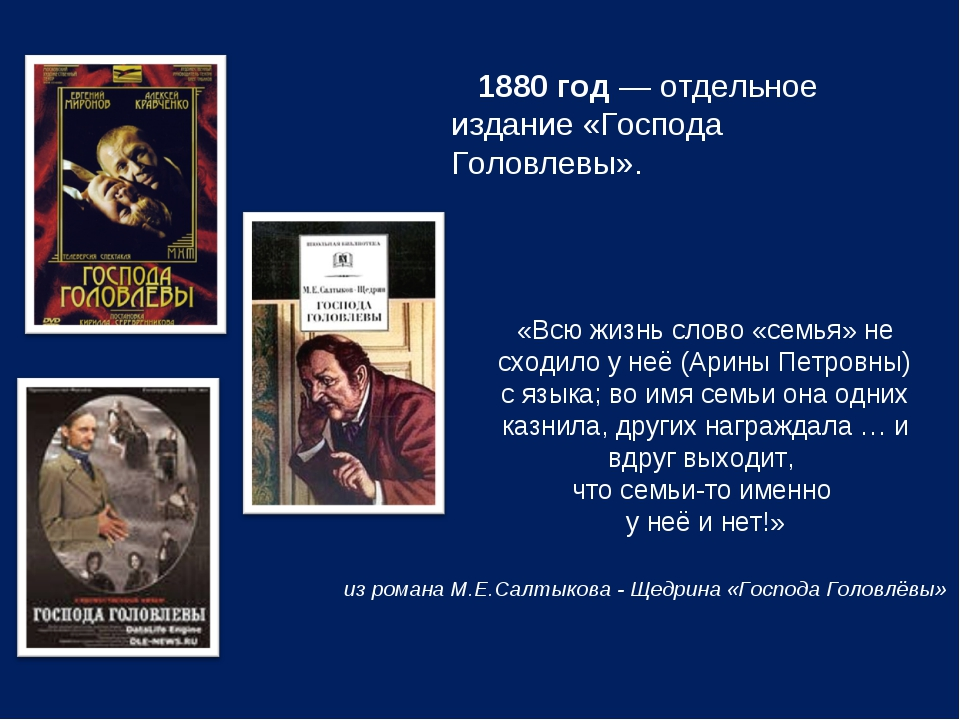 1880 год — отдельное
издание «Господа
Головлевы».
ЕВГЕНИЙ МИРОНОВ
АЛЕКСЕЙ КРАВЧЕНКО
МХТ
ТЕЛЕВЕРСИЯ СПЕКТАКЛЯ
ГОСПОДА
ГОЛОВЛЕВЫ
DVD
ПОСТАНОВКА
КИРИЛЛА СЕРЕБРЕННИКОВА
ШКОЛЬНАЯ БИБЛИОТЕКА
М.Е.Салтыков-Щедрин
ГОСПОДА
ГОЛОВЛЕВЫ
«Всю жизнь слово «семья» не
сходило у неё (Арины Петровны)
с языка; во имя семьи она одних
казнила, других награждала … и
вдруг выходит,
что семьи-то именно
у неё и нет!»
ГОСПОДА ГОЛОВЛЕВЫ
DataLife Engine
DLE-NEWS.RU
из романа М.Е.Салтыкова - Щедрина «Господа Головлёвы»